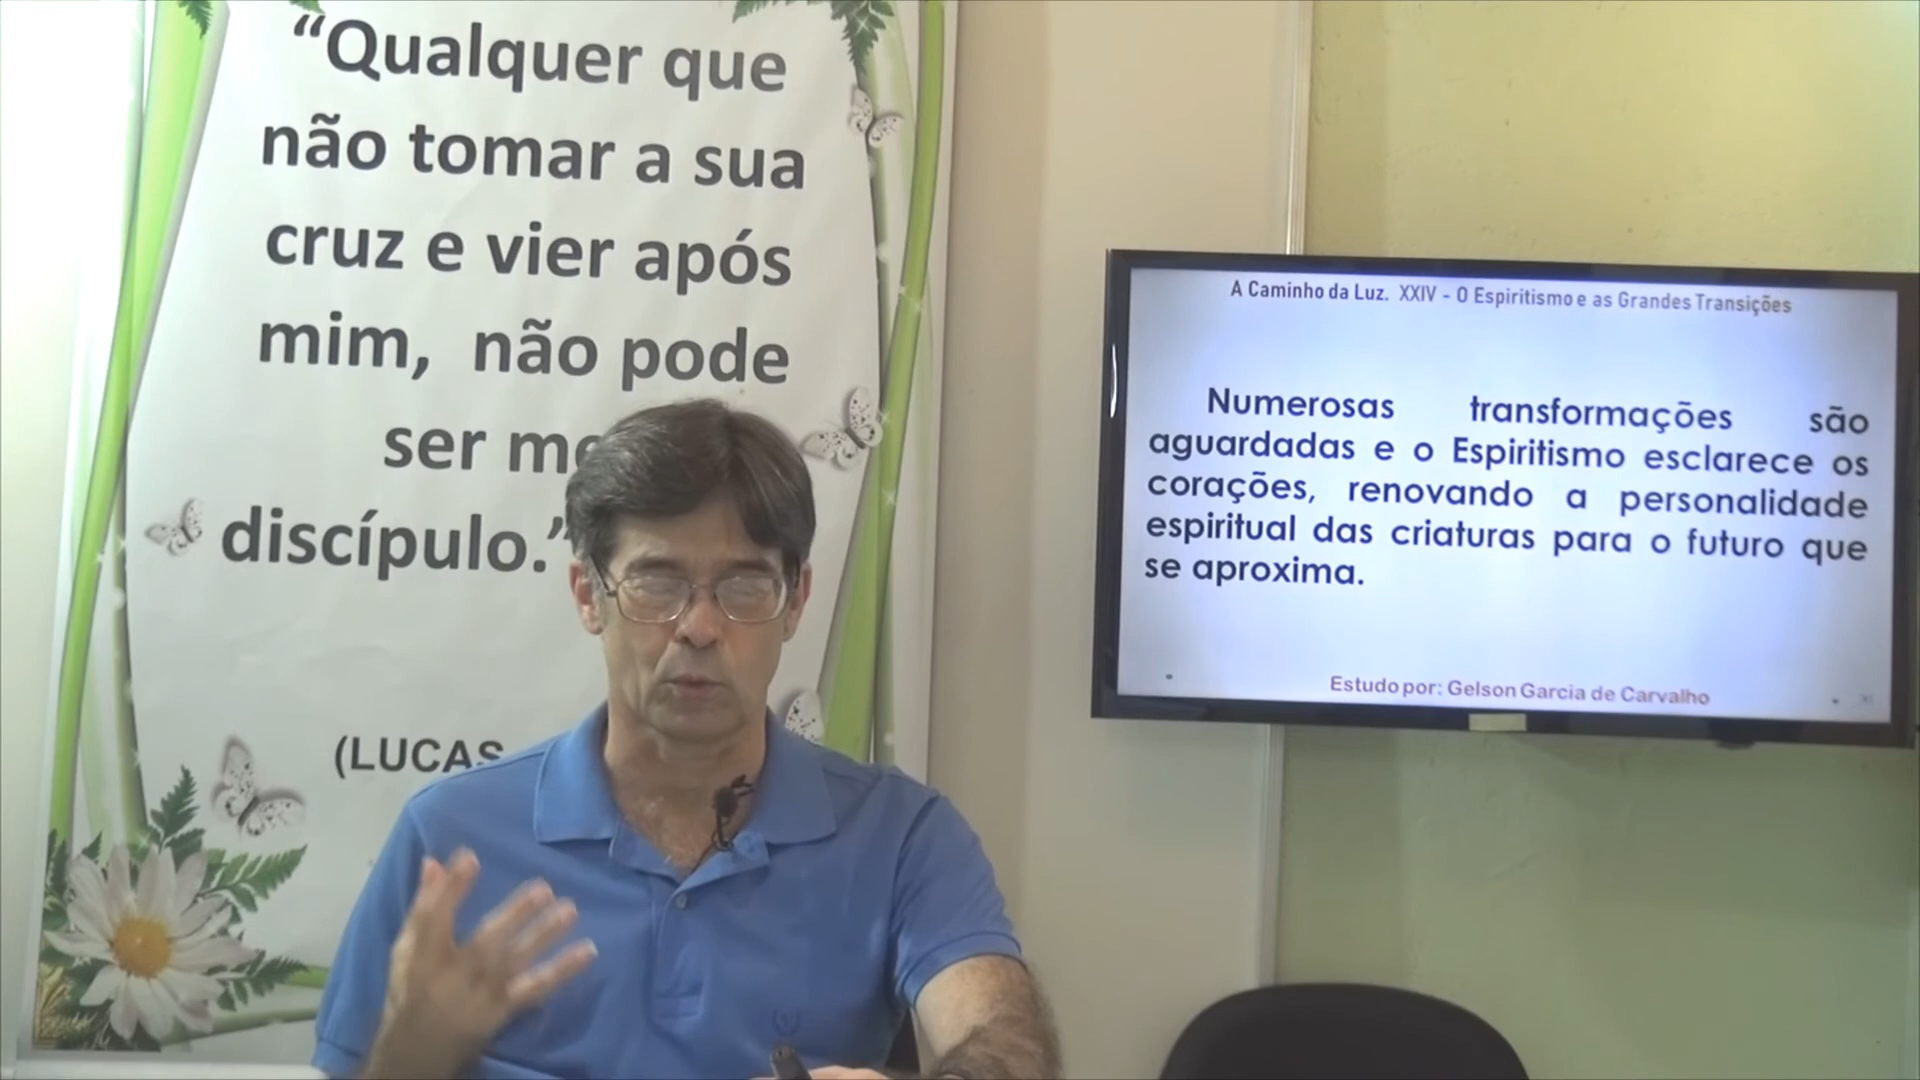 “Qualquer que
não tomar a sua
cruz e vier após
mim, não pode
ser
discípulo.”
(LUCAS
A Caminho da Luz. XXIV - O Espiritismo e as Grandes Transições
Numerosas transformações são
aguardadas e o Espiritismo esclarece os
corações, renovando a personalidade
espiritual das criaturas para o futuro que
se aproxima.
Estudo por: Gelson Garcia de Carvalho